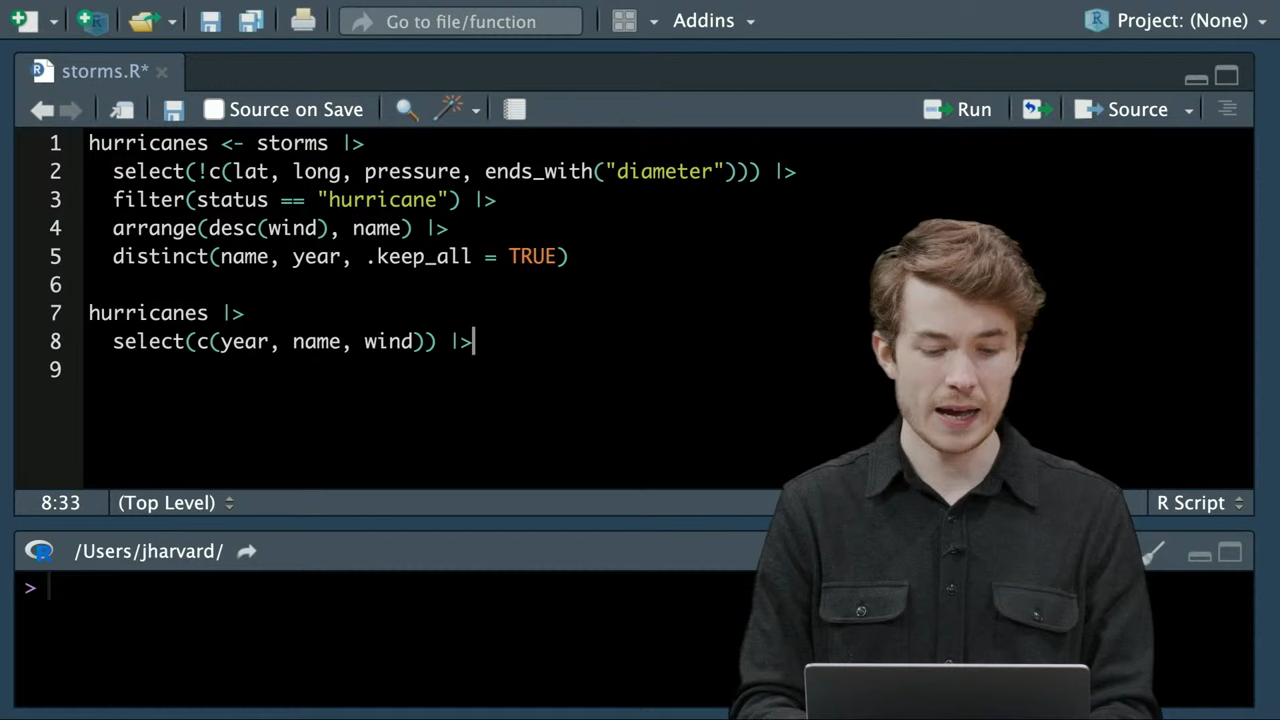 Go to file/function
Addins
Project: (None)
storms.R*
Source on Save
Run
Source
1 hurricanes <- storms |>
2 select(!c(lat, long, pressure, ends_with("diameter"))) |>
3 filter(status == "hurricane") |>
4 arrange(desc(wind), name) |>
5 distinct(name, year, .keep_all = TRUE)
6
7 hurricanes |>
8 select(c(year, name, wind)) |>
9
8:33
(Top Level)
R Script
/Users/jharvard/
>